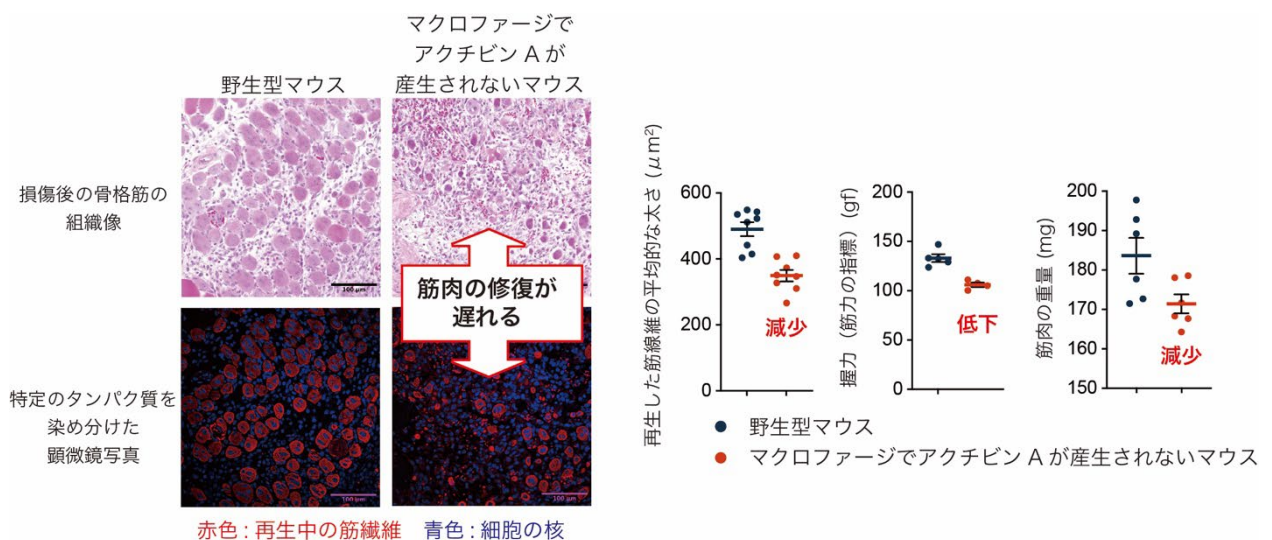 野生型マウス
マクロファージで
アクチビン A が
産生されないマウス
損傷後の骨格筋の
組織像
100 μm
特定のタンパク質を
染め分けた
顕微鏡写真
100 μm
100 μm
筋肉の修復が
遅れる
赤色 : 再生中の筋繊維
青色 : 細胞の核
再生した筋線維の平均的な太さ (μm²)
600
400
200
0
減少
握力（筋力の指標）(gf)
200
150
100
50
0
低下
筋肉の重量 (mg)
200
190
180
170
160
150
減少
野生型マウス
マクロファージでアクチビン A が産生されないマウス